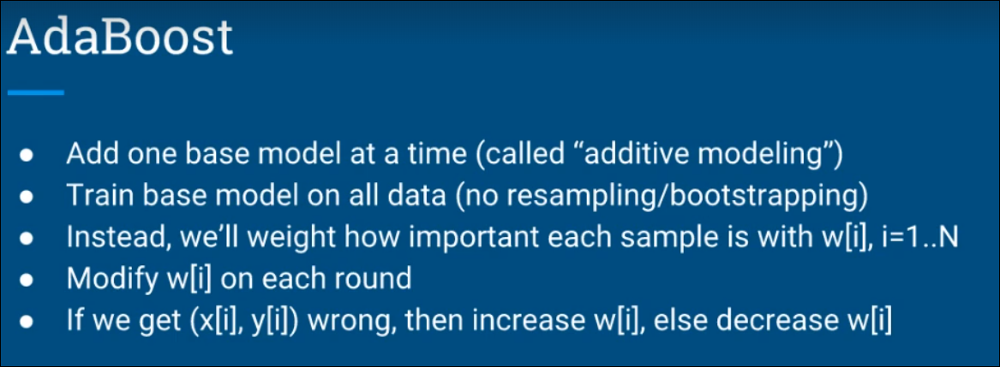 AdaBoost
● Add one base model at a time (called “additive modeling”)
● Train base model on all data (no resampling/bootstrapping)
● Instead, we’ll weight how important each sample is with w[i], i=1..N
● Modify w[i] on each round
● If we get (x[i], y[i]) wrong, then increase w[i], else decrease w[i]